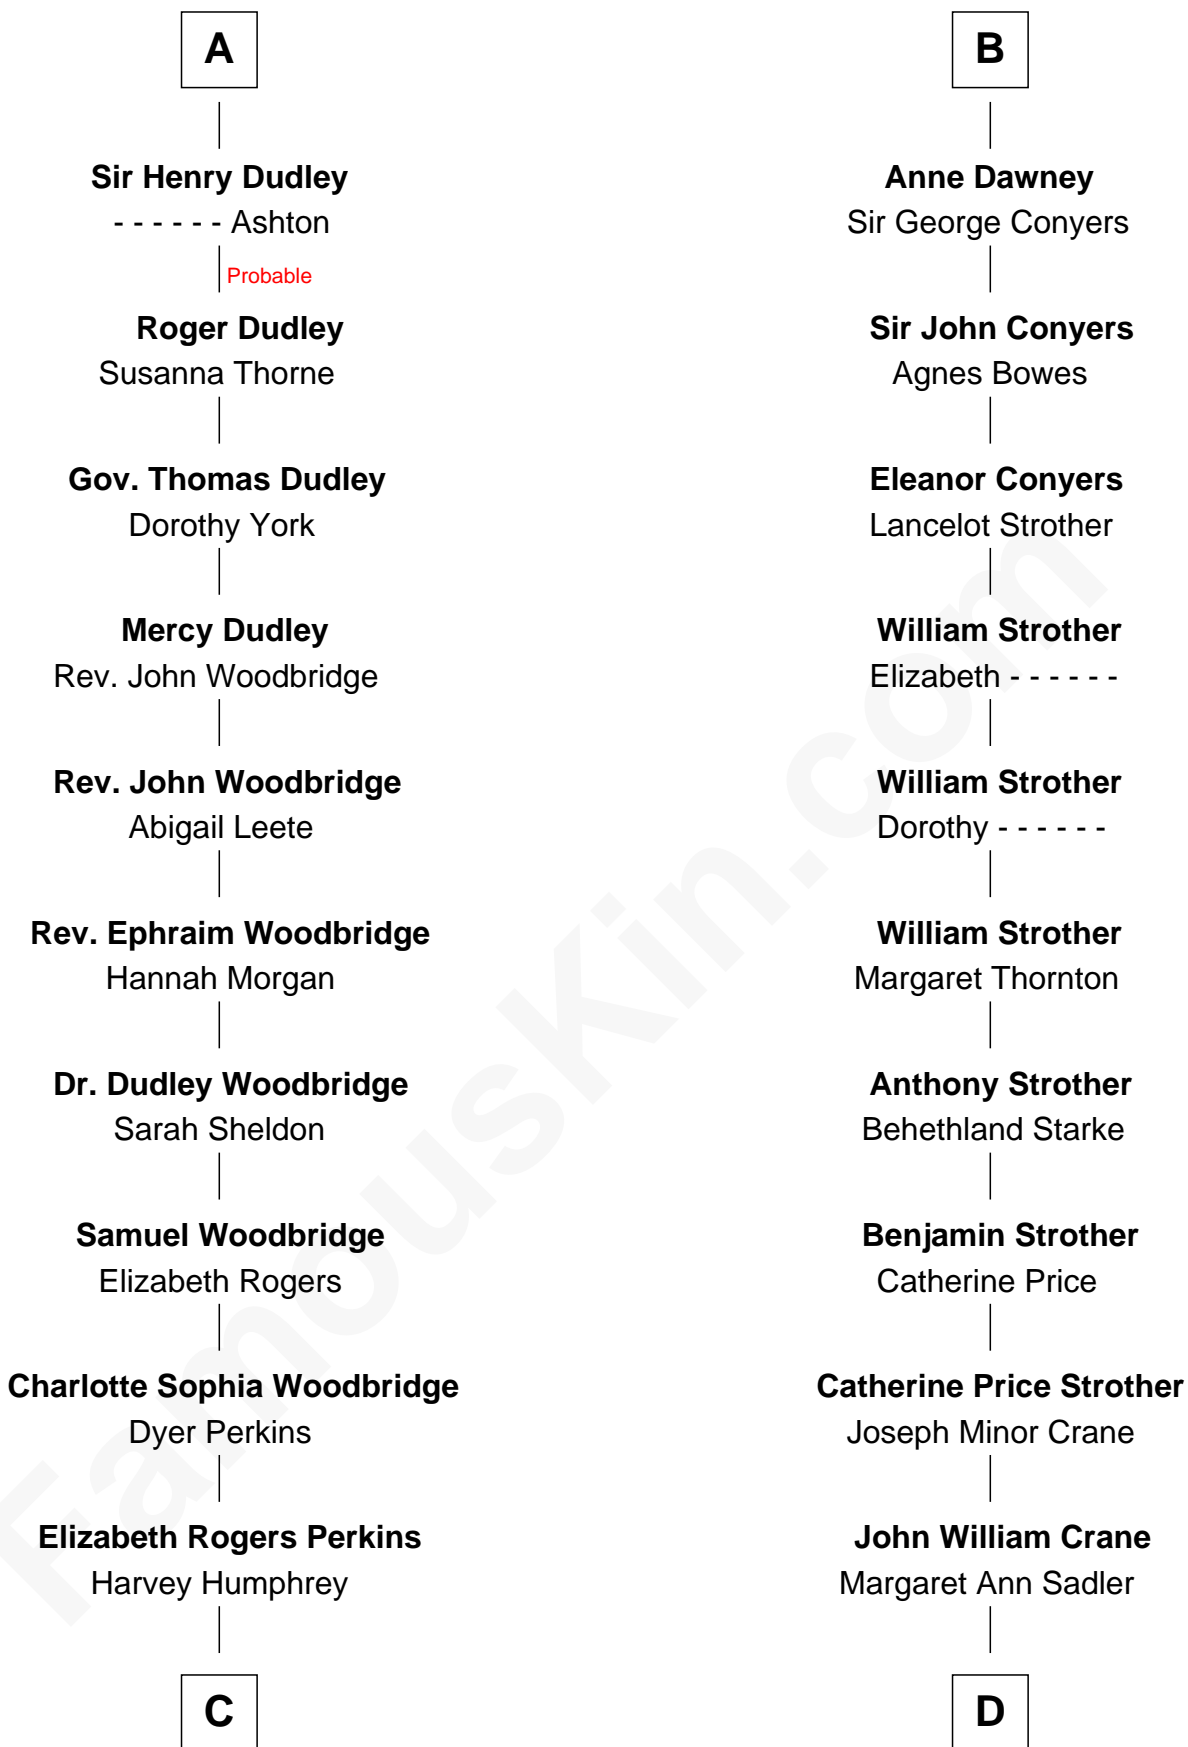 A
Sir Henry Dudley
- - - - - - Ashton
Probable
Roger Dudley
Susanna Thorne
Gov. Thomas Dudley
Dorothy York
Mercy Dudley
Rev. John Woodbridge
Rev. John Woodbridge
Abigail Leete
Rev. Ephraim Woodbridge
Hannah Morgan
Dr. Dudley Woodbridge
Sarah Sheldon
Samuel Woodbridge
Elizabeth Rogers
Charlotte Sophia Woodbridge
Dyer Perkins
Elizabeth Rogers Perkins
Harvey Humphrey
C
B
Anne Dawney
Sir George Conyers
Sir John Conyers
Agnes Bowes
Eleanor Conyers
Lancelot Strother
William Strother
Elizabeth - - - - - -
William Strother
Dorothy - - - - - -
William Strother
Margaret Thornton
Anthony Strother
Behethland Starke
Benjamin Strother
Catherine Price
Catherine Price Strother
Joseph Minor Crane
John William Crane
Margaret Ann Sadler
D
FamousKin.com